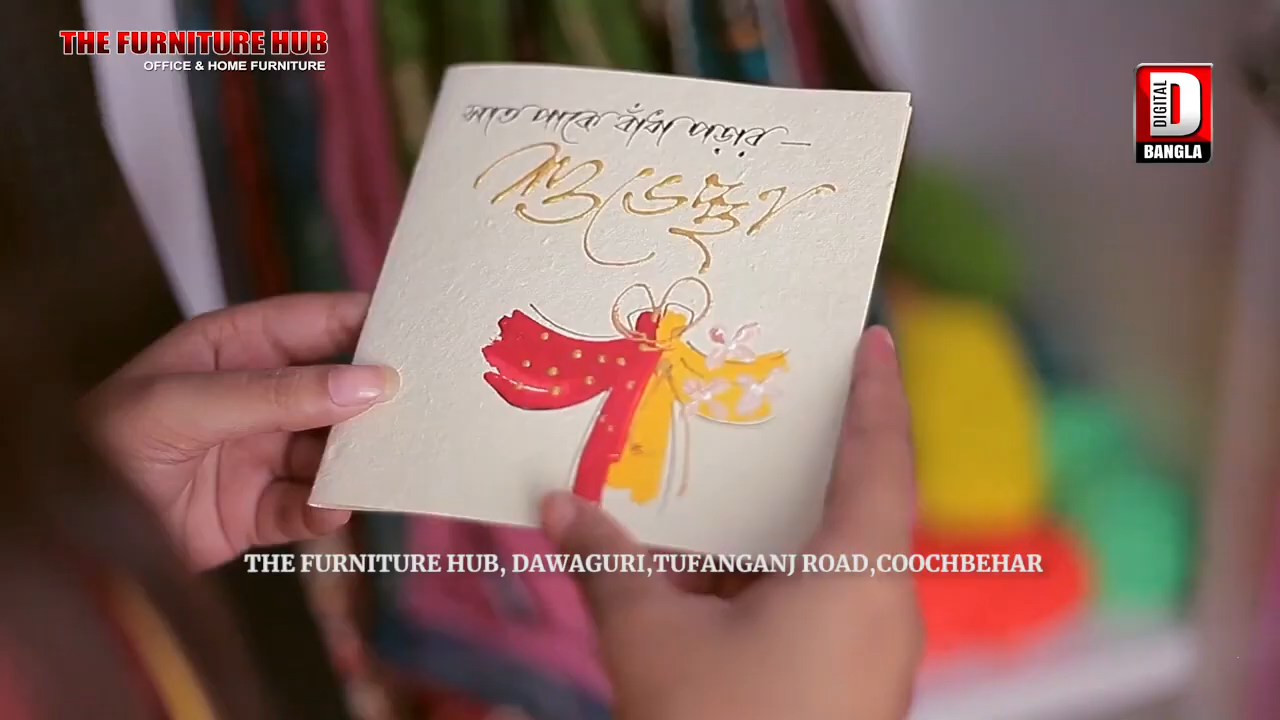 THE FURNITURE HUB
OFFICE & HOME FURNITURE
DIGITAL
D
BANGLA
সাত পাকে বাঁধা পড়ার —
শুভেচ্ছা
THE FURNITURE HUB, DAWAGURI,TUFANGANJ ROAD,COOCHBEHAR